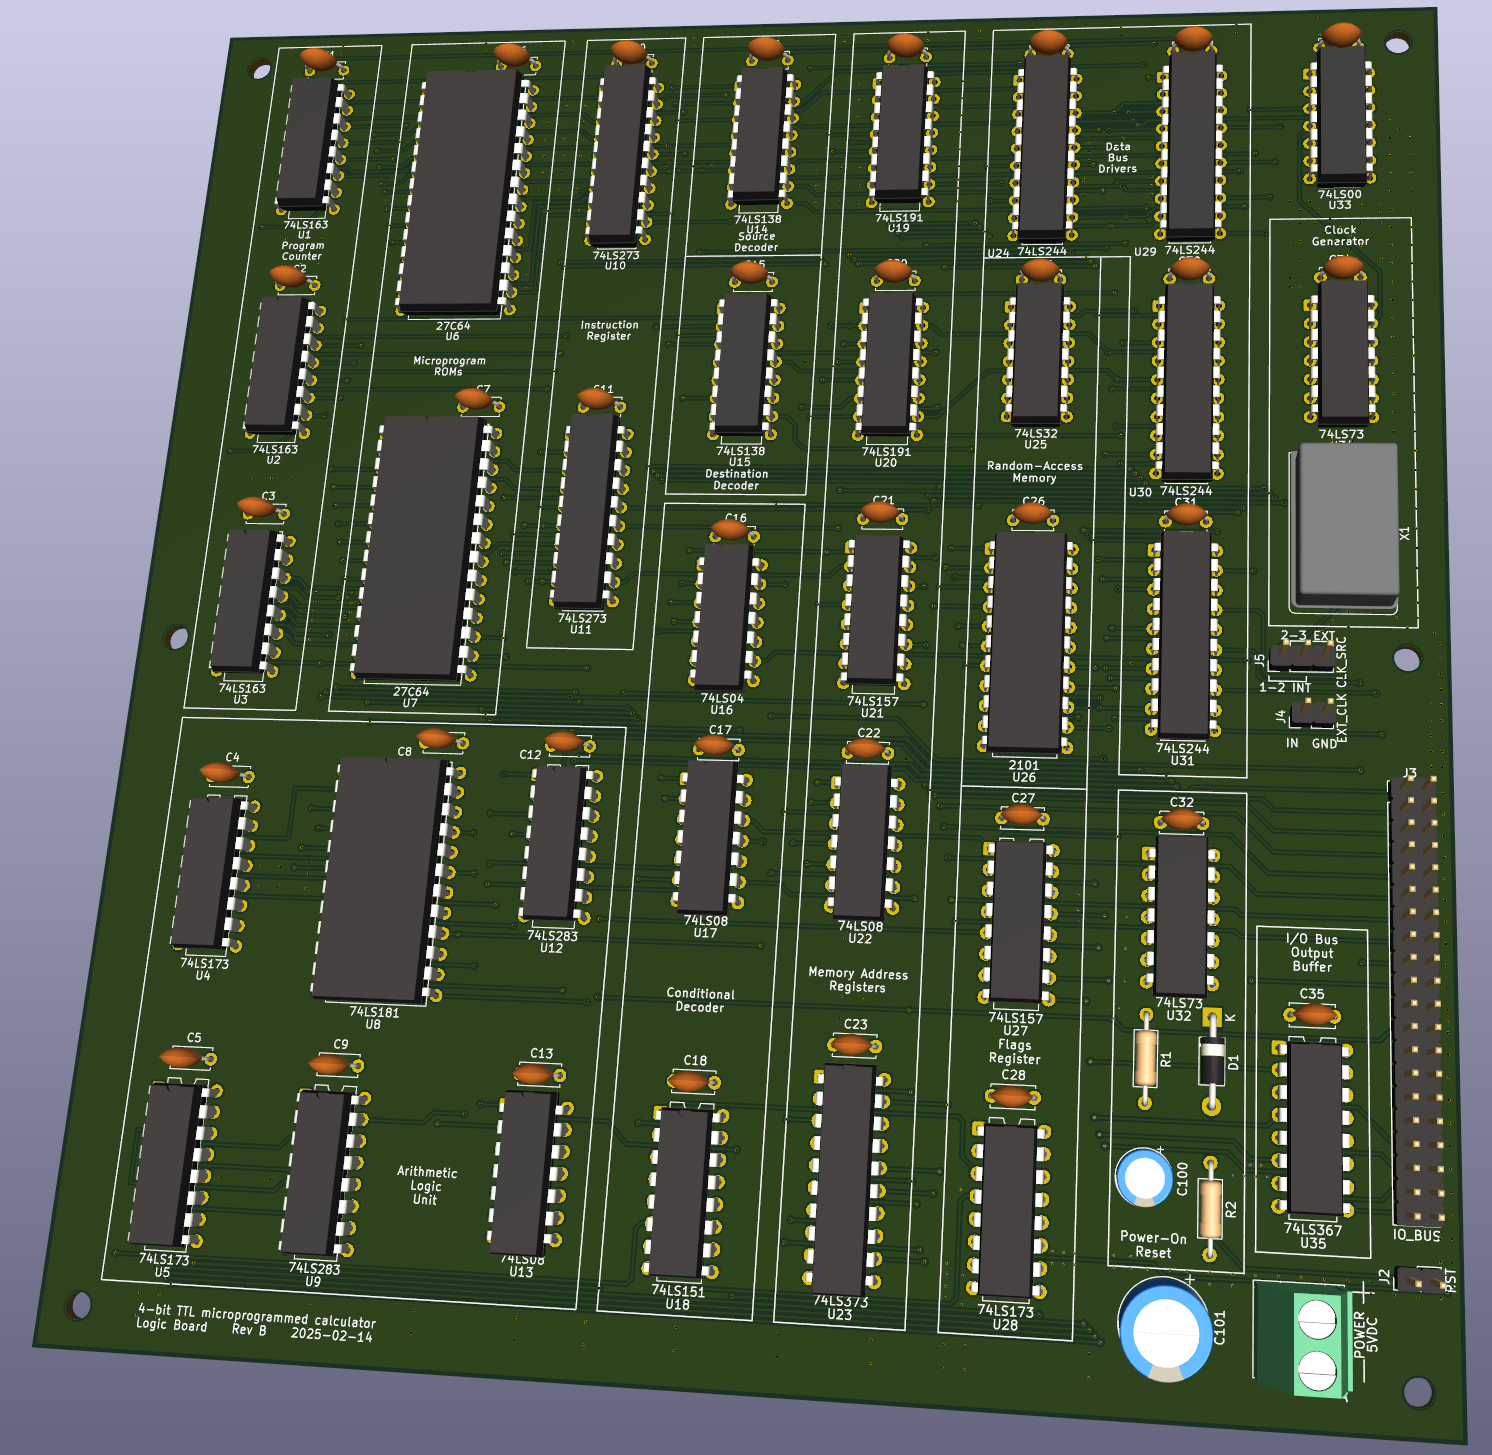 74LS163
U1
Program
Counter
C2
74LS163
U2
C3
74LS163
U3
27C64
U6
Microprogram
ROMs
C7
27C64
U7
74LS273
U10
Instruction
Register
C11
74LS273
U11
74LS138
U14
Source
Decoder
74LS138
U15
Destination
Decoder
C16
74LS04
U16
C17
74LS08
U17
Conditional
Decoder
C18
74LS151
U18
74LS191
U19
74LS191
U20
C21
74LS157
U21
C22
74LS08
U22
Memory Address
Registers
C23
74LS373
U23
Data
Bus
Drivers
U24
74LS244
U29
74LS244
74LS32
U25
Random-Access
Memory
C26
2101
U26
U30
74LS244
C31
74LS244
U31
74LS00
U33
Clock
Generator
74LS73
X1
J5
2-3 EXT
1-2 INT
CLK_SRC
J4
IN
GND
EXT_CLK
J3
IO_BUS
C4
74LS173
U4
C5
74LS173
U5
C8
74LS181
U8
C9
74LS283
U9
C12
74LS283
U12
C13
74LS08
U13
Arithmetic
Logic
Unit
C27
74LS157
U27
Flags
Register
C28
74LS173
U28
C32
74LS73
U32
R1
K
D1
C100
R2
Power-On
Reset
I/O Bus
Output
Buffer
C35
74LS367
U35
J2
RST
C101
POWER
5VDC
4-bit TTL microprogrammed calculator
Logic Board Rev B 2025-02-14